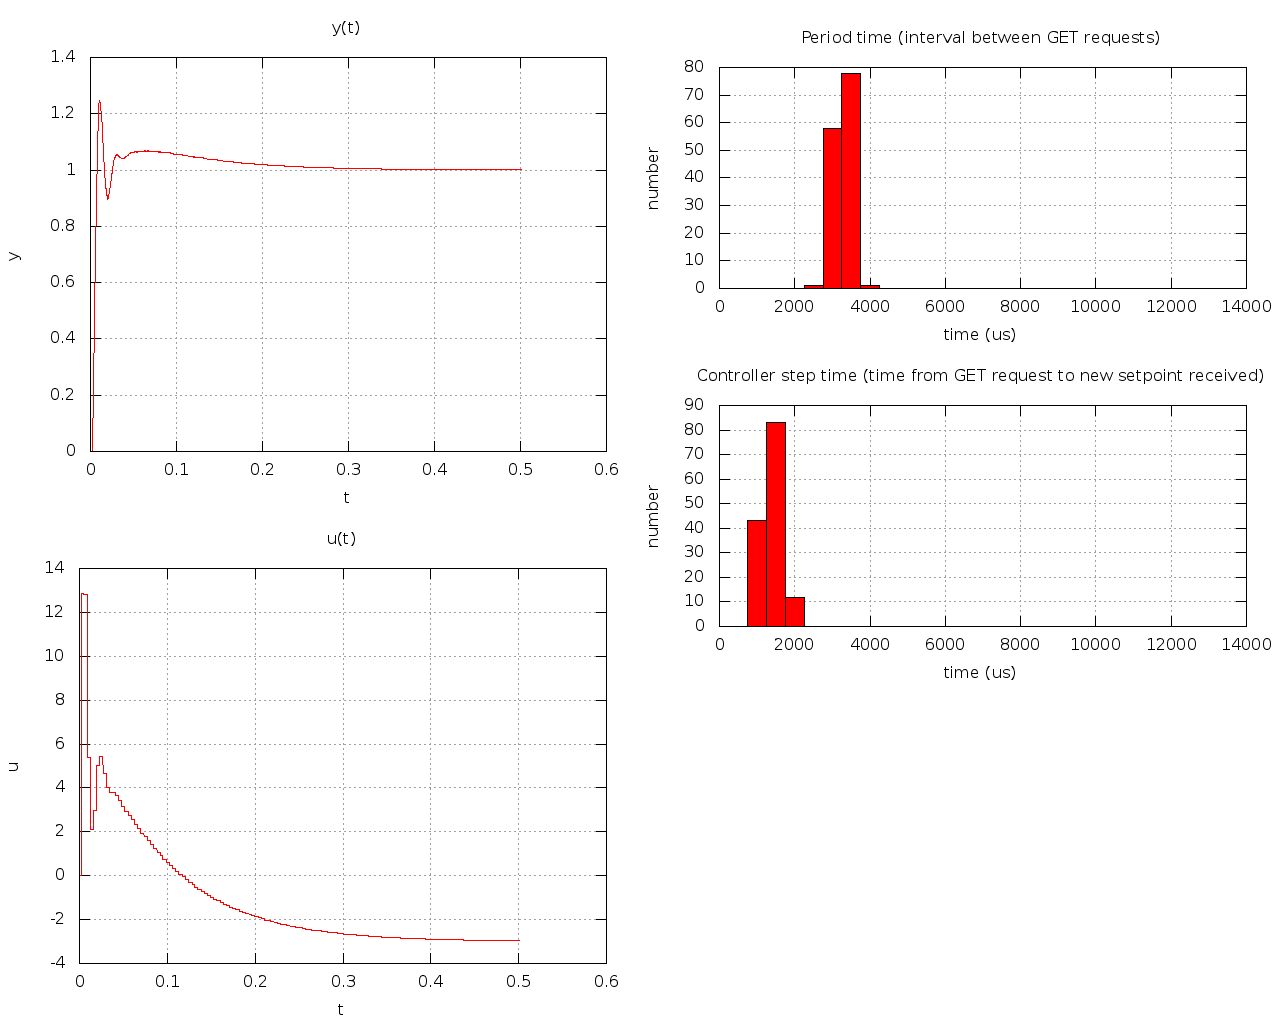 y(t)
1.4
1.2
1
0.8
0.6
0.4
0.2
0
y
0 0.1 0.2 0.3 0.4 0.5 0.6
t
u(t)
14
12
10
8
6
4
2
0
-2
-4
u
0 0.1 0.2 0.3 0.4 0.5 0.6
t
Period time (interval between GET requests)
80
70
60
50
40
30
20
10
0
number
0 2000 4000 6000 8000 10000 12000 14000
time (us)
Controller step time (time from GET request to new setpoint received)
90
80
70
60
50
40
30
20
10
0
number
0 2000 4000 6000 8000 10000 12000 14000
time (us)